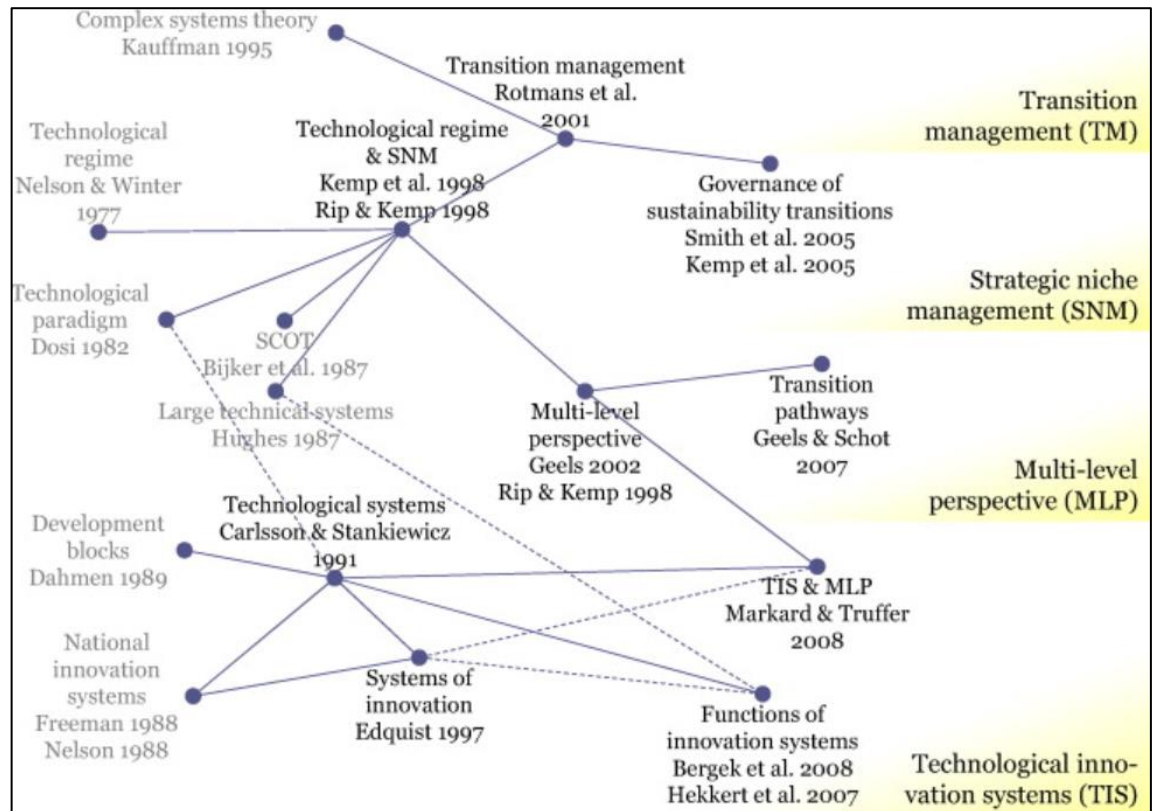 Complex systems theory
Kauffman 1995
Transition management
Rotmans et al.
2001
Transition
management (TM)
Technological
regime
Nelson & Winter
1977
Technological regime
& SNM
Kemp et al. 1998
Rip & Kemp 1998
Governance of
sustainability transitions
Smith et al. 2005
Kemp et al. 2005
Strategic niche
management (SNM)
Technological
paradigm
Dosi 1982
SCOT
Bijker et al. 1987
Large technical systems
Hughes 1987
Multi-level
perspective
Geels 2002
Rip & Kemp 1998
Transition
pathways
Geels & Schot
2007
Multi-level
perspective (MLP)
Development
blocks
Dahmen 1989
Technological systems
Carlsson & Stankiewicz
1991
TIS & MLP
Markard & Truffer
2008
National
innovation
systems
Freeman 1988
Nelson 1988
Systems of
innovation
Edquist 1997
Functions of
innovation systems
Bergek et al. 2008
Hekkert et al. 2007
Technological inno-
vation systems (TIS)